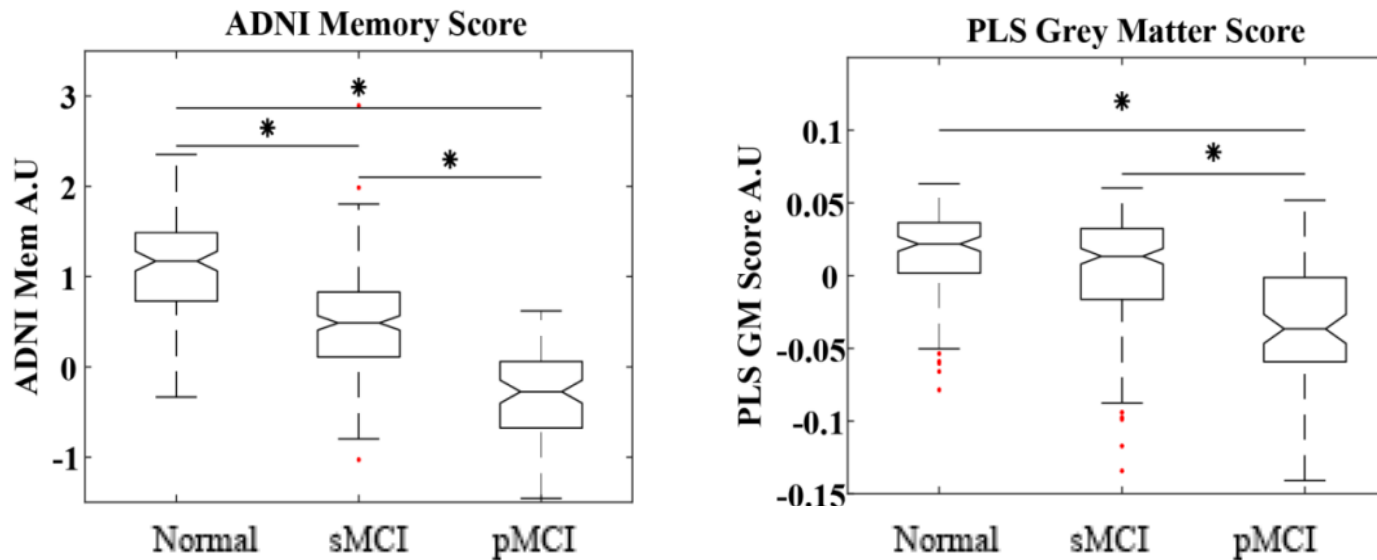 ADNI Memory Score
ADNI Mem A.U
3
2
1
0
-1
*
*
*
Normal sMCI pMCI
PLS Grey Matter Score
PLS GM Score A.U
0.1
0.05
0
-0.05
-0.1
-0.15
*
*
Normal sMCI pMCI